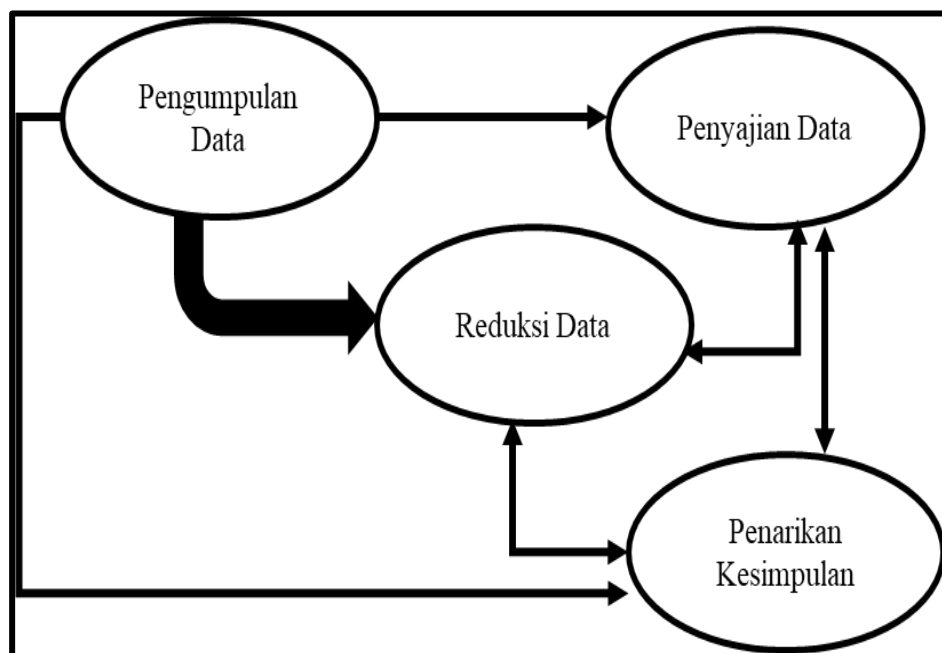 Pengumpulan
Data
Penyajian Data
Reduksi Data
Penarikan
Kesimpulan